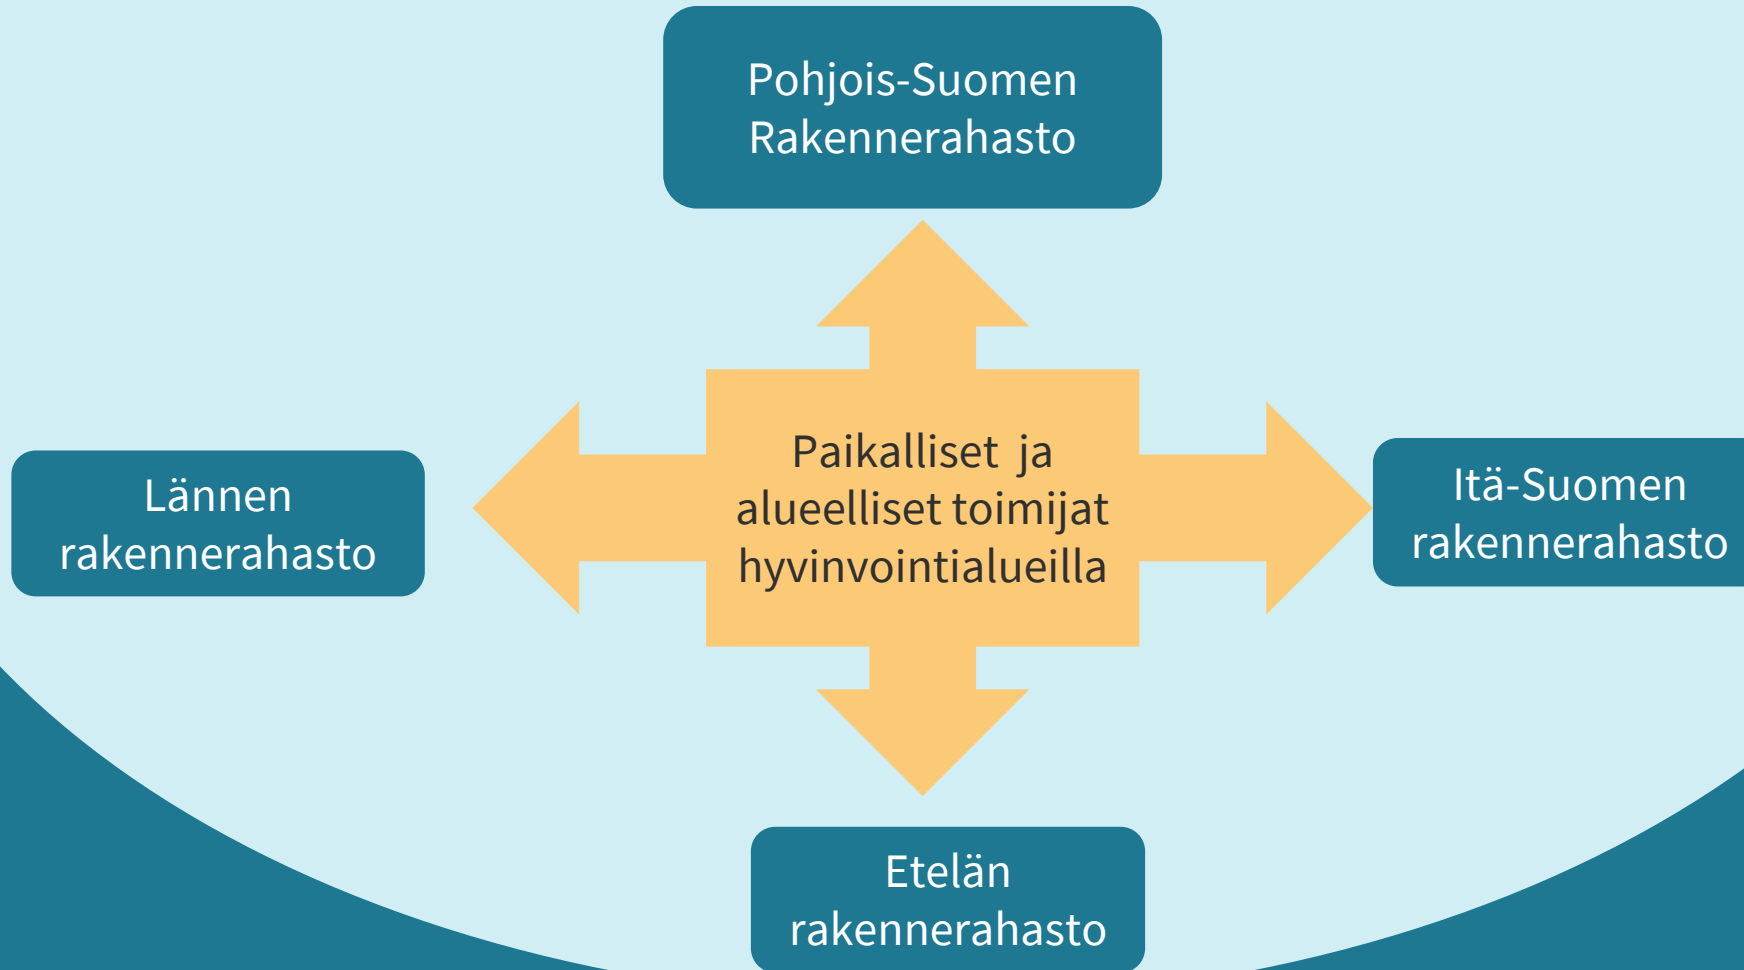 Pohjois-Suomen
Rakennerahasto
Lännen
rakennerahasto
Paikalliset ja
alueelliset toimijat
hyvinvointialueilla
Itä-Suomen
rakennerahasto
Etelän
rakennerahasto